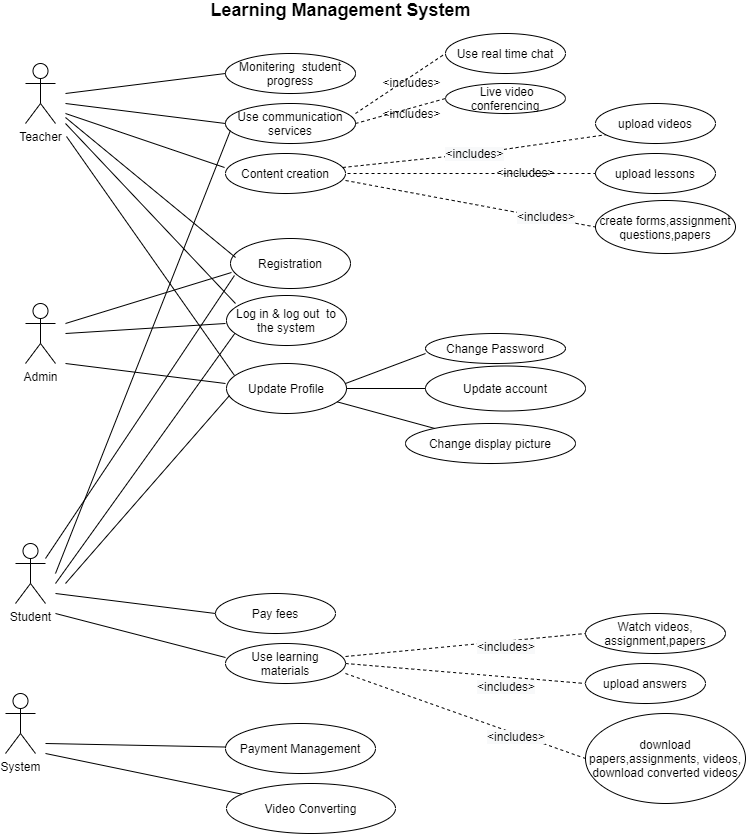 Learning Management System
Use real time chat
Monitering  student
progress
<includes>
Live video
conferencing
Use communication
services
<includes>
upload videos
Teacher
<includes>
Content creation
<includes>
upload lessons
<includes>
create forms,assignment
questions,papers
Registration
Log in & log out  to
the system
Change Password
Admin
Update Profile
Update account
Change display picture
Student
Pay fees
Watch videos,
assignment,papers
<includes>
Use learning
materials
<includes>
upload answers
<includes>
download
papers,assignments, videos,
download converted videos
Payment Management
System
Video Converting